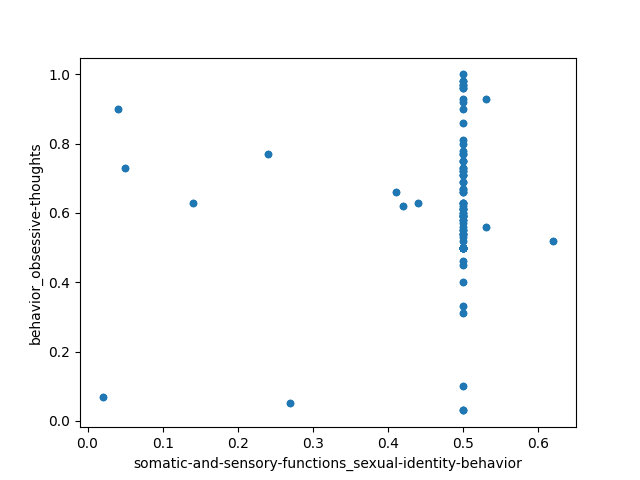 1.0
0.8
0.6
0.4
0.2
0.0
behavior_obsessive-thoughts
0.0 0.1 0.2 0.3 0.4 0.5 0.6
somatic-and-sensory-functions_sexual-identity-behavior